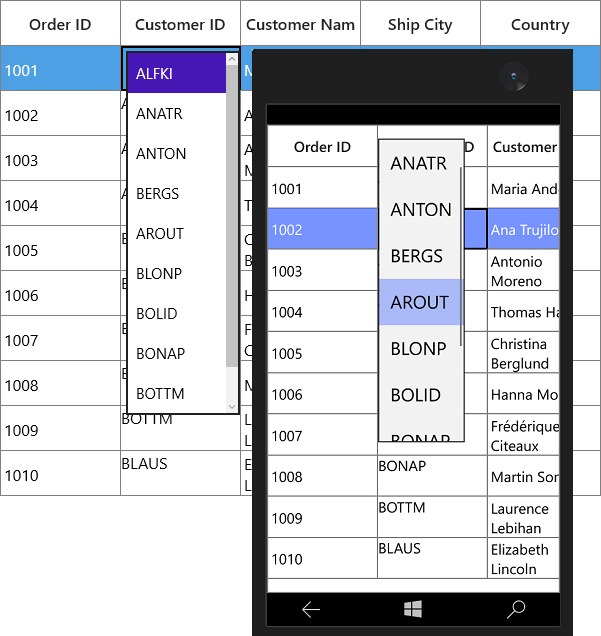 Order ID
Customer ID
Customer Nam
Ship City
Country
1001
1002
1003
1004
1005
1006
1007
1008
1009
BOTTM
1010
BLAUS
ALFKI
ANATR
ANTON
BERGS
AROUT
BLONP
BOLID
BONAP
BOTTM
Order ID
D
Customer
1001
Maria And
1002
Ana Trujilo
1003
Antonio
Moreno
1004
Thomas Ha
1005
Christina
Berglund
1006
Hanna Mo
1007
Frédérique
Citeaux
1008
BONAP
Martin Som
1009
BOTTM
Laurence
Lebihan
1010
BLAUS
Elizabeth
Lincoln
ANATR
ANTON
BERGS
AROUT
BLONP
BOLID
BONAP